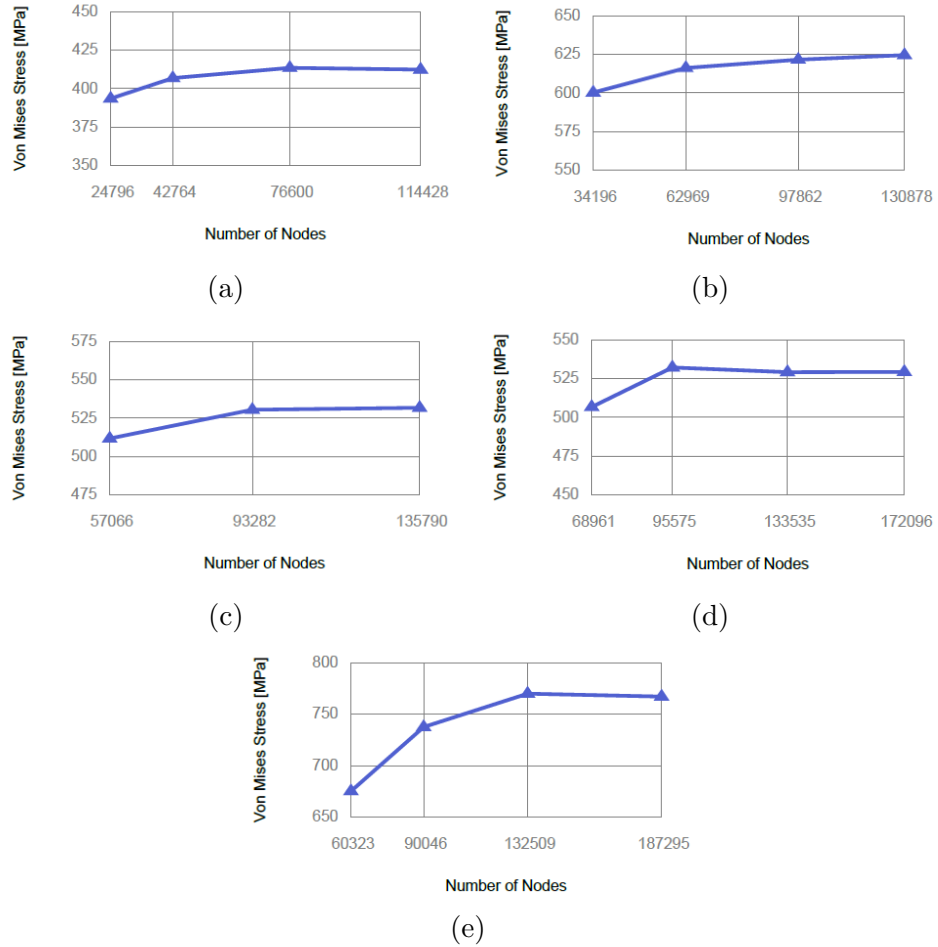 Von Mises Stress [MPa]
450
425
400
375
350
24796 42764 76600 114428
Number of Nodes
(a)
Von Mises Stress [MPa]
650
625
600
575
550
34196 62969 97862 130878
Number of Nodes
(b)
Von Mises Stress [MPa]
575
550
525
500
475
57066 93282 135790
Number of Nodes
(c)
Von Mises Stress [MPa]
550
525
500
475
450
68961 95575 133535 172096
Number of Nodes
(d)
Von Mises Stress [MPa]
800
750
700
650
60323 90046 132509 187295
Number of Nodes
(e)